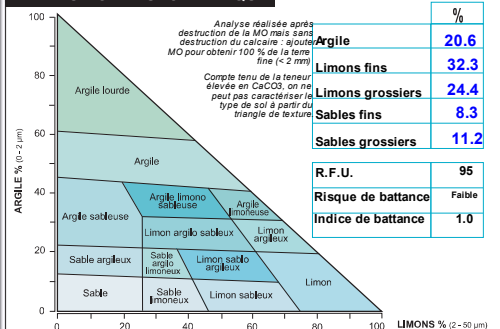 Analyse réalisée après
destruction de la MO mais sans
destruction du calcaire : ajouter
MO pour obtenir 100 % de la terre
fine (< 2 mm)
Compte tenu de la teneur
élevée en CaCO3, on ne
peut pas caractériser le
type de sol à partir du
triangle de texture
%
Argile 20.6
Limons fins 32.3
Limons grossiers 24.4
Sables fins 8.3
Sables grossiers 11.2
R.F.U. 95
Risque de battance Faible
Indice de battance 1.0
ARGILE % (0 - 2 µm)
100
80
60
40
20
0
Argile lourde
Argile
Argile sableuse
Argile limono
sableuse
Argile
limoneuse
Limon argilo sableux
Limon
argileux
Sable argileux
Sable
argilo
limoneux
Limon sablo
argileux
Limon
Sable
Sable
limoneux
Limon sableux
0 20 40 60 80 100
LIMONS % (2 - 50 µm)